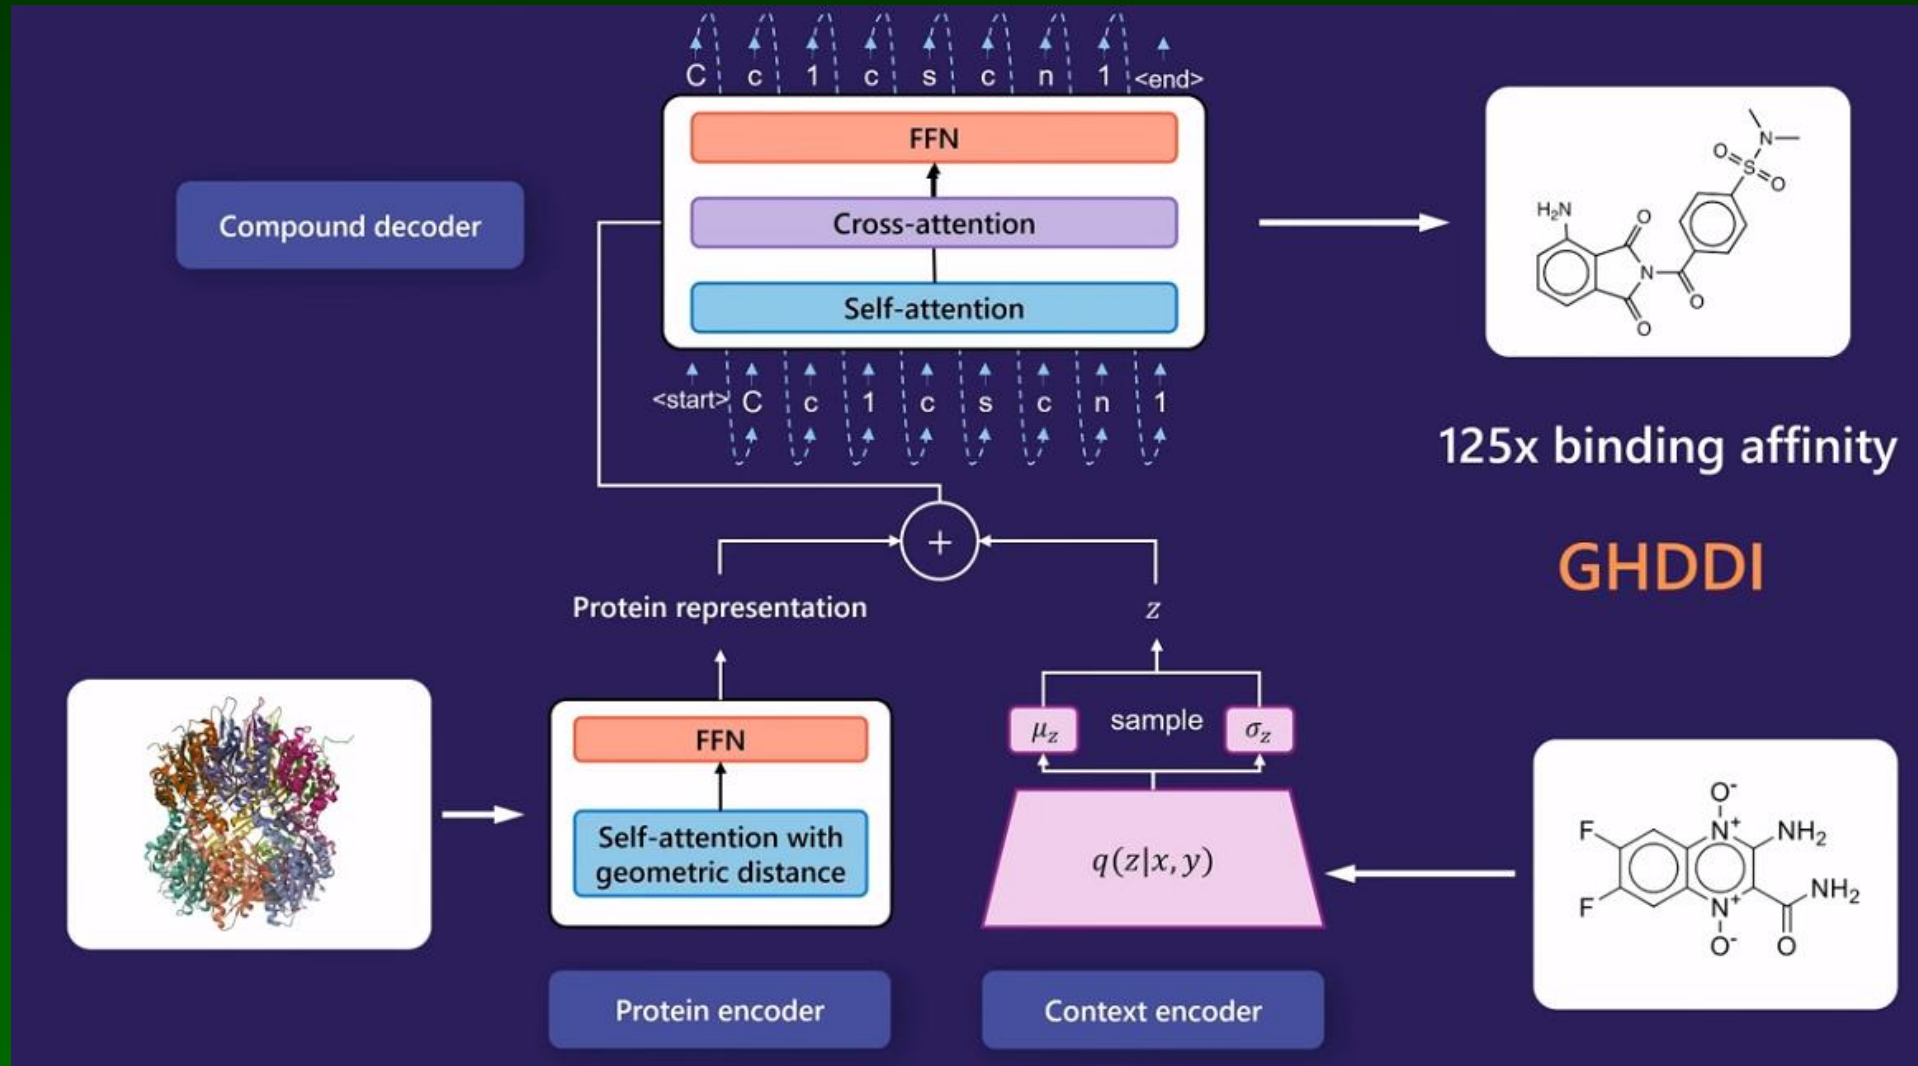 C c 1 c s c n 1 <end>
FFN
Cross-attention
Self-attention
Compound decoder
<start> C c 1 c s c n 1
N
O
S
O
H₂N
O
N
O
O
125x binding affinity
GHDDI
+
Protein representation
z
FFN
Self-attention with
geometric distance
μz sample σz
q(z|x, y)
O-
F
N+
NH₂
F
N+
NH₂
O-
O
Protein encoder
Context encoder